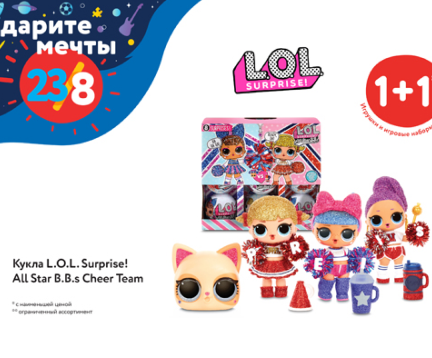 дарите
мечты
23/8
L.O.L.
SURPRISE!
1+1
Игрушки и игровые наборы
L.O.L.
Кукла L.O.L. Surprise!
All Star B.B.s Cheer Team
* с наименьшей ценой
** ограниченный ассортимент